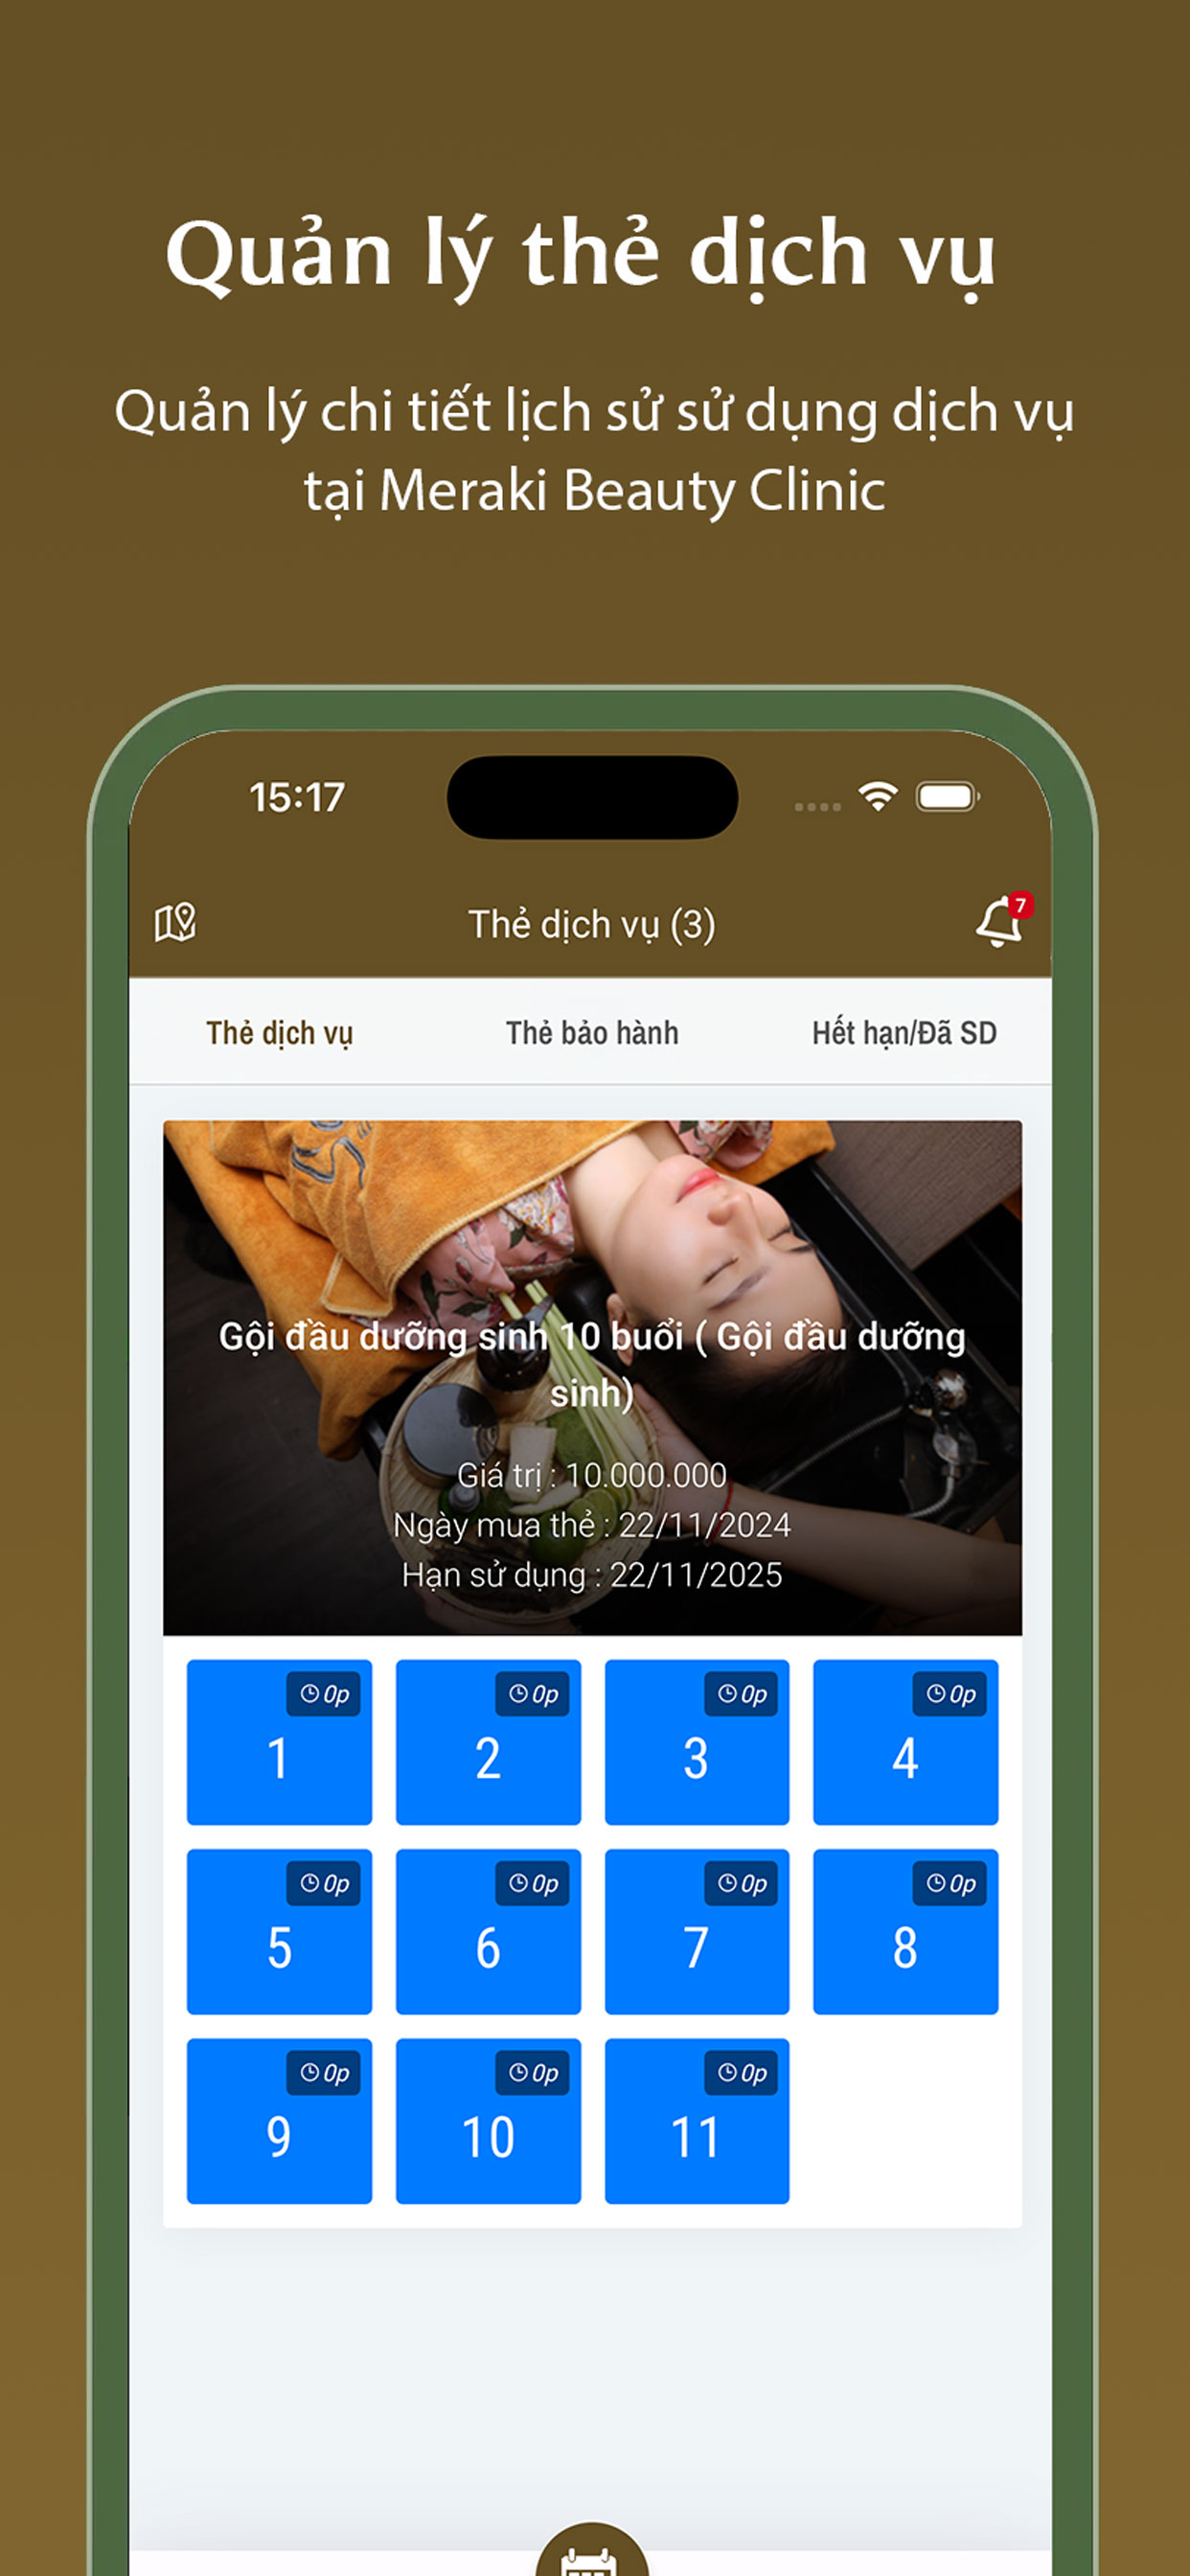 Quản lý thẻ dịch vụ
Quản lý chi tiết lịch sử sử dụng dịch vụ
tại Meraki Beauty Clinic
15:17
Thẻ dịch vụ (3)
7
Thẻ dịch vụ
Thẻ bảo hành
Hết hạn/Đã SD
Gội đầu dưỡng sinh 10 buổi ( Gội đầu dưỡng
sinh)
Giá trị : 10.000.000
Ngày mua thẻ : 22/11/2024
Hạn sử dụng : 22/11/2025
0p
1
0p
2
0p
3
0p
4
0p
5
0p
6
0p
7
0p
8
0p
9
0p
10
0p
11